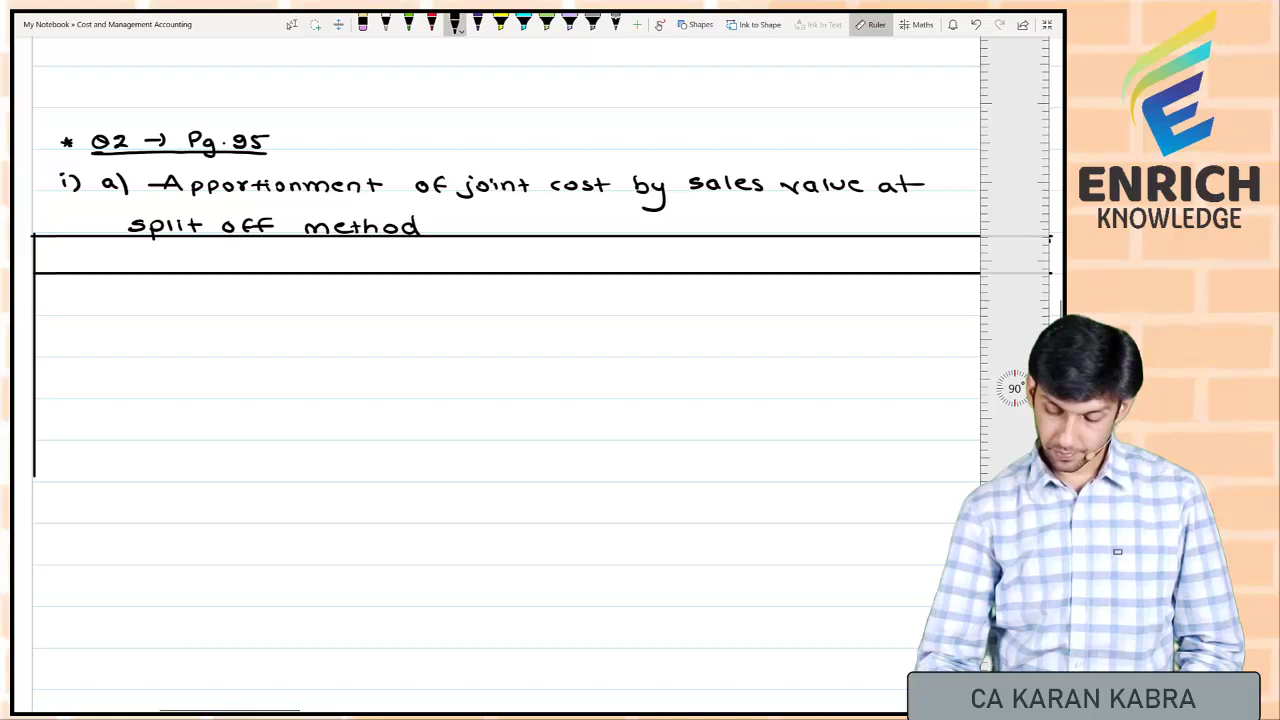 My Notebook » Cost and Management Accounting
Shapes
Ink to Shape
Ink to Text
Ruler
Maths
* Q2 → Pg.95
i) a) Apportionment of joint cost by sales value at
split off method
90°
ENRICH
KNOWLEDGE
CA KARAN KABRA